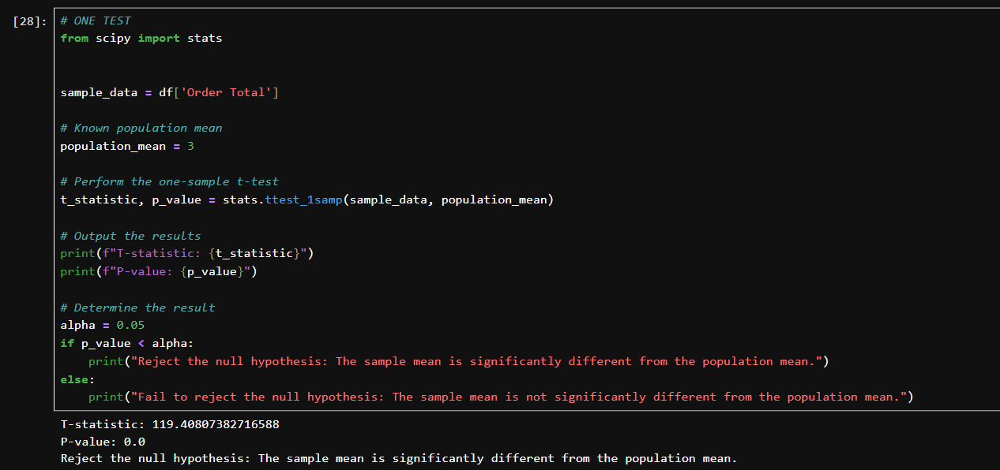 [28]:
# ONE TEST
from scipy import stats
sample_data = df['Order Total']
# Known population mean
population_mean = 3
# Perform the one-sample t-test
t_statistic, p_value = stats.ttest_1samp(sample_data, population_mean)
# Output the results
print(f"T-statistic: {t_statistic}")
print(f"P-value: {p_value}")
# Determine the result
alpha = 0.05
if p_value < alpha:
    print("Reject the null hypothesis: The sample mean is significantly different from the population mean.")
else:
    print("Fail to reject the null hypothesis: The sample mean is not significantly different from the population mean.")
T-statistic: 119.40807382716588
P-value: 0.0
Reject the null hypothesis: The sample mean is significantly different from the population mean.